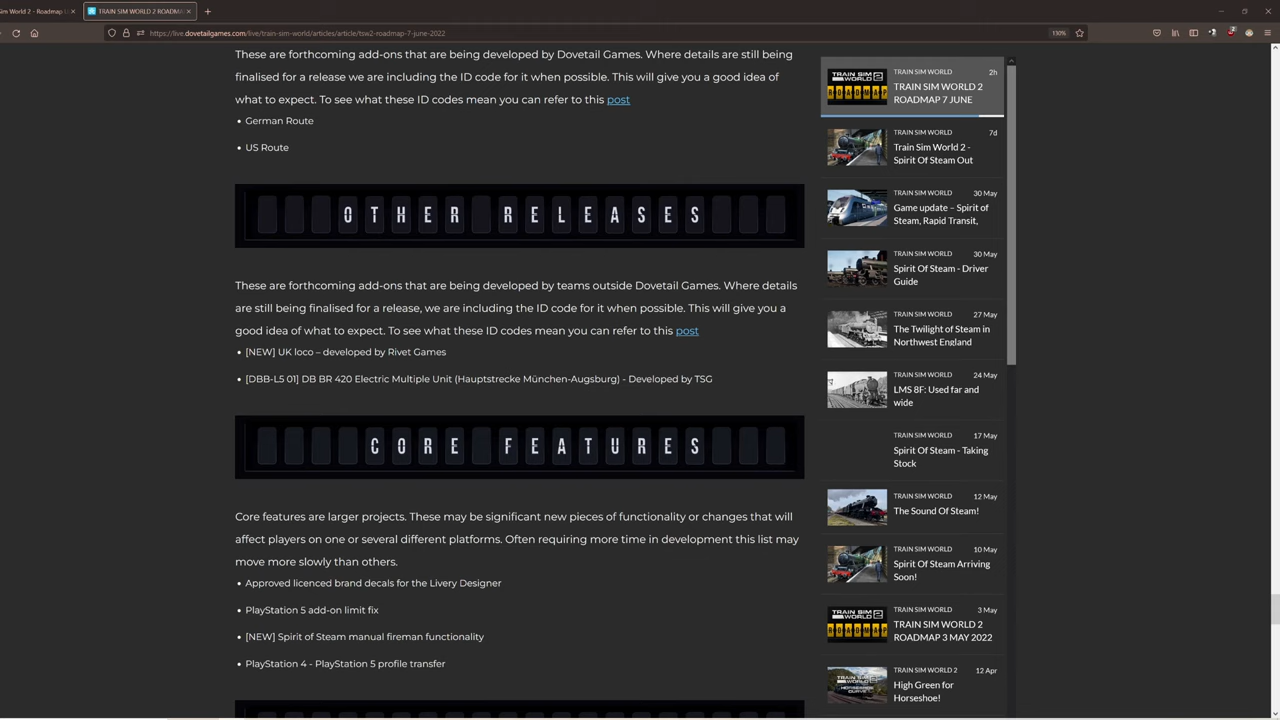 Sim World 2 - Roadmap
TRAIN SIM WORLD 2 ROADMA
https://live.dovetailgames.com/live/train-sim-world/articles/article/tsw2-roadmap-7-june-2022
130%
These are forthcoming add-ons that are being developed by Dovetail Games. Where details are still being
finalised for a release we are including the ID code for it when possible. This will give you a good idea of
what to expect. To see what these ID codes mean you can refer to this post
• German Route
• US Route
OTHER RELEASES
These are forthcoming add-ons that are being developed by teams outside Dovetail Games. Where details
are still being finalised for a release, we are including the ID code for it when possible. This will give you a
good idea of what to expect. To see what these ID codes mean you can refer to this post
• [NEW] UK loco – developed by Rivet Games
• [DBB-L5 01] DB BR 420 Electric Multiple Unit (Hauptstrecke München-Augsburg) - Developed by TSG
CORE FEATURES
Core features are larger projects. These may be significant new pieces of functionality or changes that will
affect players on one or several different platforms. Often requiring more time in development this list may
move more slowly than others.
• Approved licenced brand decals for the Livery Designer
• PlayStation 5 add-on limit fix
• [NEW] Spirit of Steam manual fireman functionality
• PlayStation 4 - PlayStation 5 profile transfer
TRAIN SIM WORLD 2 ROADMAP
TRAIN SIM WORLD 2h
TRAIN SIM WORLD 2
ROADMAP 7 JUNE
TRAIN SIM WORLD 7d
Train Sim World 2 -
Spirit Of Steam Out
TRAIN SIM WORLD 30 May
Game update – Spirit of
Steam, Rapid Transit,
TRAIN SIM WORLD 30 May
Spirit Of Steam - Driver
Guide
TRAIN SIM WORLD 27 May
The Twilight of Steam in
Northwest England
TRAIN SIM WORLD 24 May
LMS 8F: Used far and
wide
TRAIN SIM WORLD 17 May
Spirit Of Steam - Taking
Stock
TRAIN SIM WORLD 12 May
The Sound Of Steam!
TRAIN SIM WORLD 10 May
Spirit Of Steam Arriving
Soon!
TRAIN SIM WORLD 2 ROADMAP
TRAIN SIM WORLD 3 May
TRAIN SIM WORLD 2
ROADMAP 3 MAY 2022
TRAIN SIM WORLD 2 12 Apr
High Green for
Horseshoe!